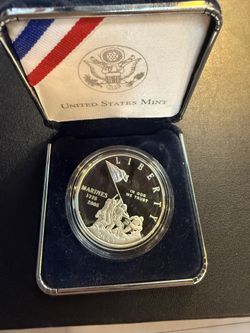 UNITED STATES MINT
LIBERTY
IN GOD
WE TRUST
MARINES
1775
2005